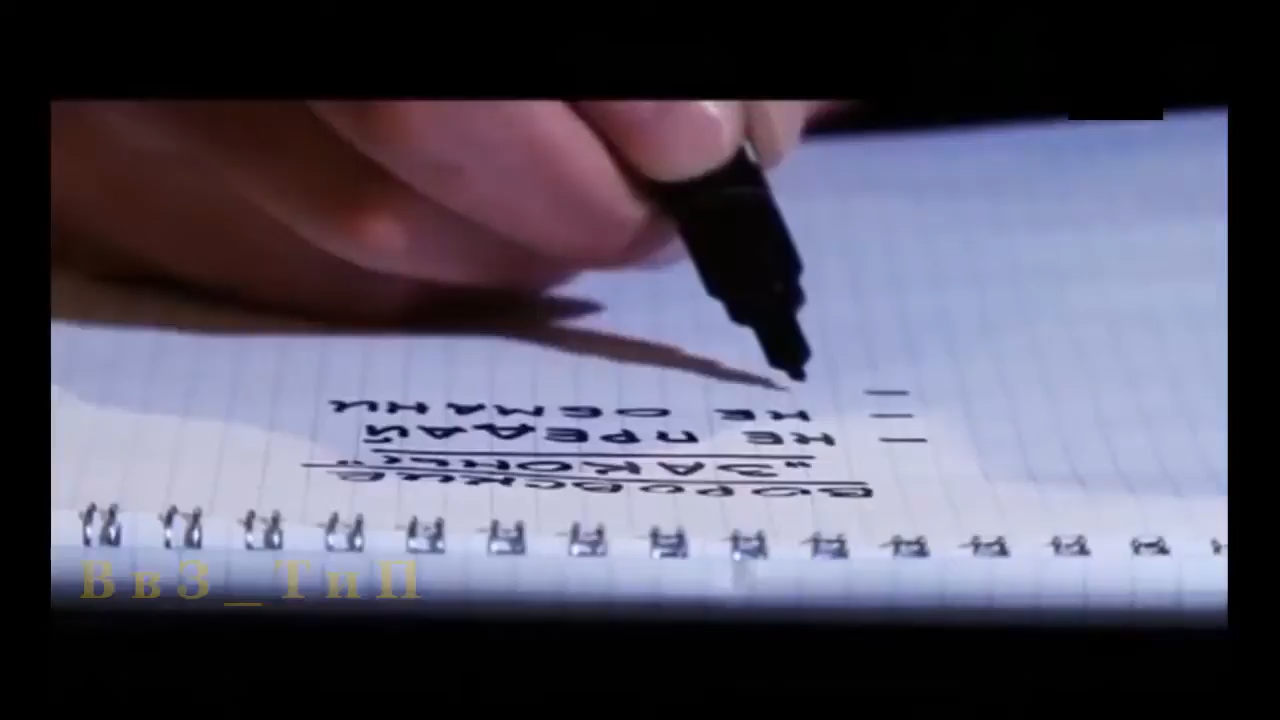 ВОРОВСКИЕ
"ЗАКОНЫ"
— НЕ ПРЕДАЙ
— НЕ ОБМАНИ
—
ВвЗ_ТиП